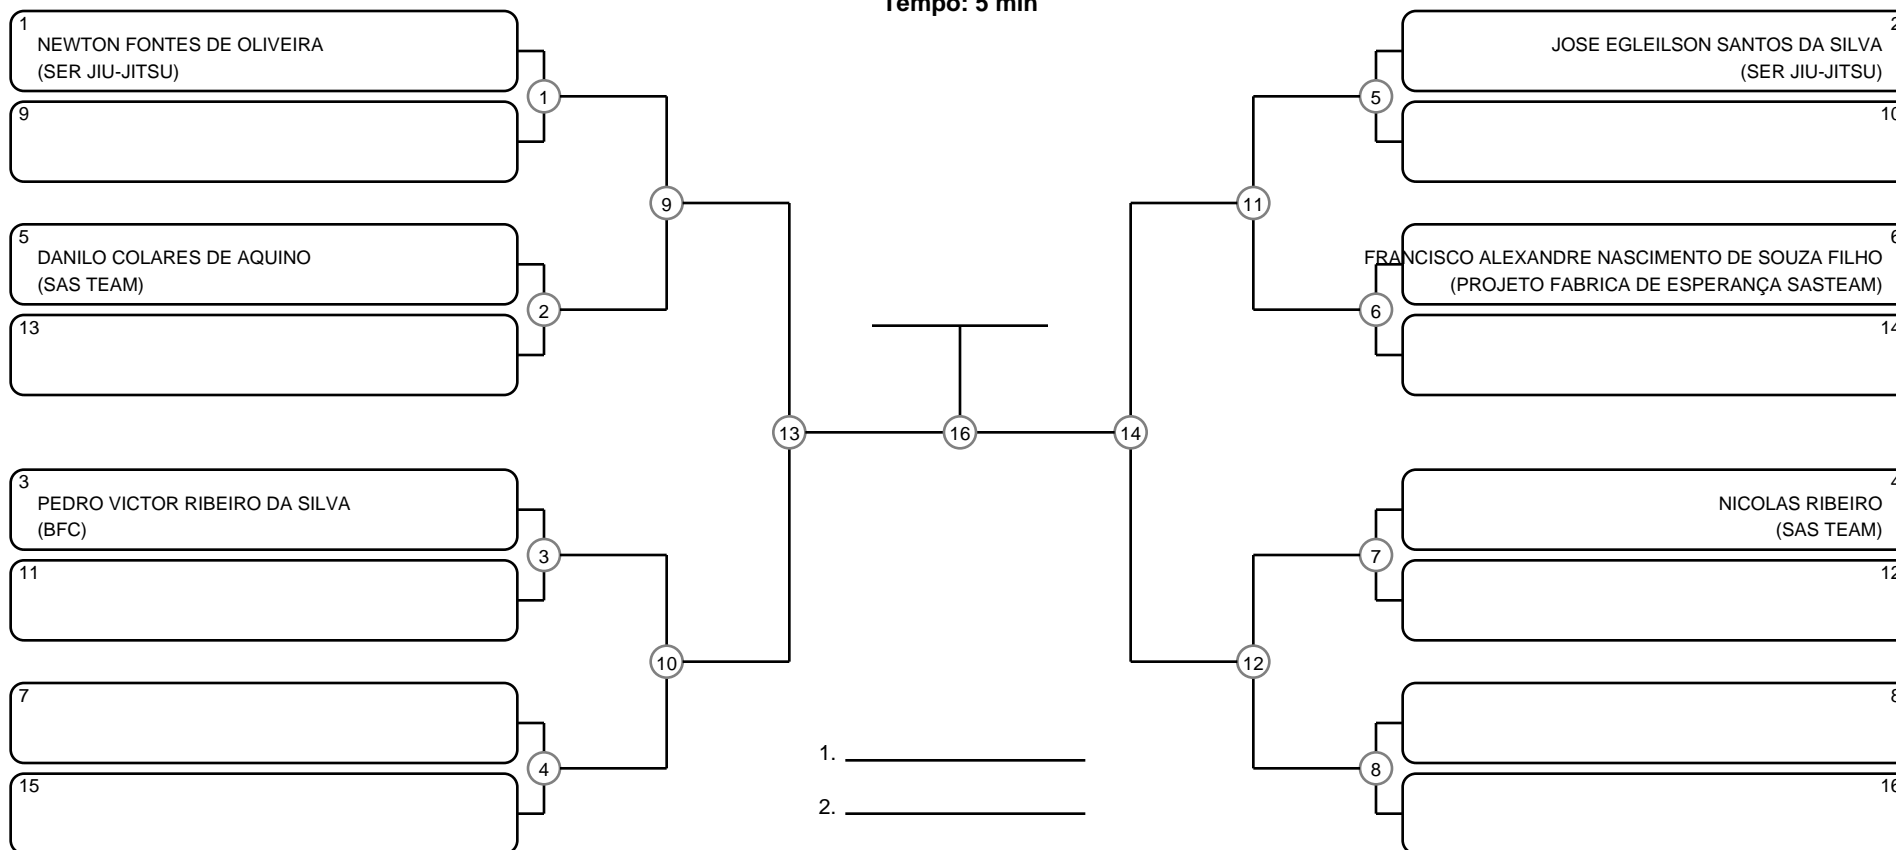 Tempo: 5 min
1
NEWTON FONTES DE OLIVEIRA
(SER JIU-JITSU)
9
1
5
DANILO COLARES DE AQUINO
(SAS TEAM)
13
2
9
3
PEDRO VICTOR RIBEIRO DA SILVA
(BFC)
11
3
7
15
4
10
13
16
14
1.
2.
2
JOSE EGLEILSON SANTOS DA SILVA
(SER JIU-JITSU)
10
5
11
6
FRANCISCO ALEXANDRE NASCIMENTO DE SOUZA FILHO
(PROJETO FABRICA DE ESPERANÇA SASTEAM)
14
6
4
NICOLAS RIBEIRO
(SAS TEAM)
12
7
12
8
16
8